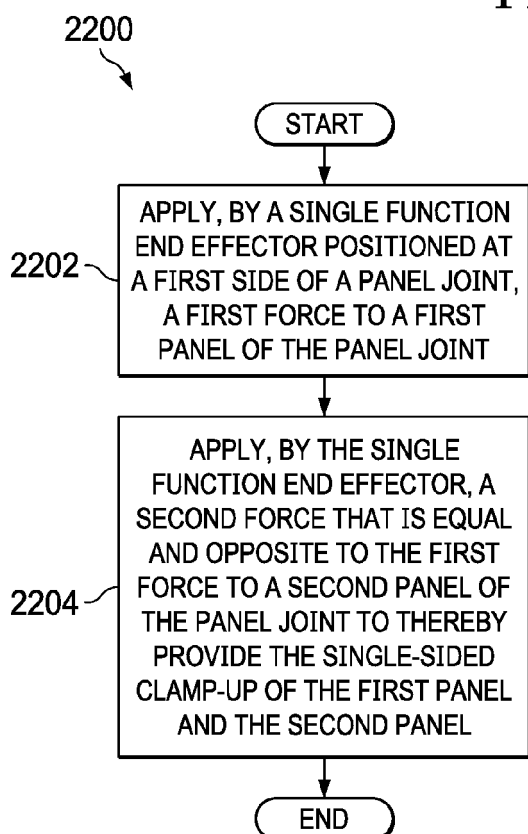 2200
START
2202
APPLY, BY A SINGLE FUNCTION
END EFFECTOR POSITIONED AT
A FIRST SIDE OF A PANEL JOINT,
A FIRST FORCE TO A FIRST
PANEL OF THE PANEL JOINT
2204
APPLY, BY THE SINGLE
FUNCTION END EFFECTOR, A
SECOND FORCE THAT IS EQUAL
AND OPPOSITE TO THE FIRST
FORCE TO A SECOND PANEL OF
THE PANEL JOINT TO THEREBY
PROVIDE THE SINGLE-SIDED
CLAMP-UP OF THE FIRST PANEL
AND THE SECOND PANEL
END